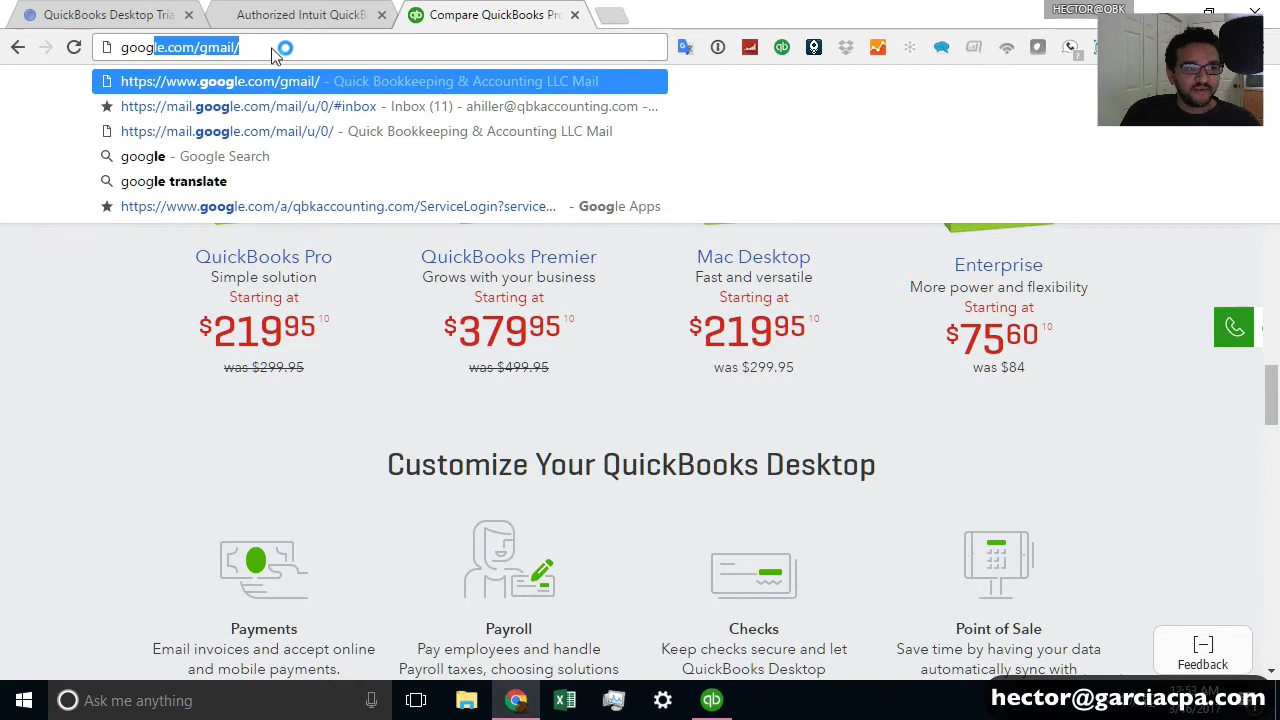 HECTOR@QBK
QuickBooks Desktop Tria
Authorized Intuit QuickB
Compare QuickBooks Pr
google.com/gmail/
https://www.google.com/gmail/ - Quick Bookkeeping & Accounting LLC Mail
https://mail.google.com/mail/u/0/#inbox - Inbox (11) - ahiller@qbkaccounting.com -...
https://mail.google.com/mail/u/0/ - Quick Bookkeeping & Accounting LLC Mail
google - Google Search
google translate
https://www.google.com/a/qbkaccounting.com/ServiceLogin?service... - Google Apps
QuickBooks Pro
Simple solution
Starting at
$219 95 10
was $299.95
QuickBooks Premier
Grows with your business
Starting at
$379 95 10
was $499.95
Mac Desktop
Fast and versatile
Starting at
$219 95 10
was $299.95
Enterprise
More power and flexibility
Starting at
$75 60 10
was $84
Customize Your QuickBooks Desktop
Payments
Email invoices and accept online
and mobile payments.
Payroll
Pay employees and handle
Payroll taxes, choosing solutions
Checks
Keep checks secure and let
QuickBooks Desktop
Point of Sale
Save time by having your data
automatically sync with
[-]
Feedback
Ask me anything
12:53 AM
hector@garciacpa.com